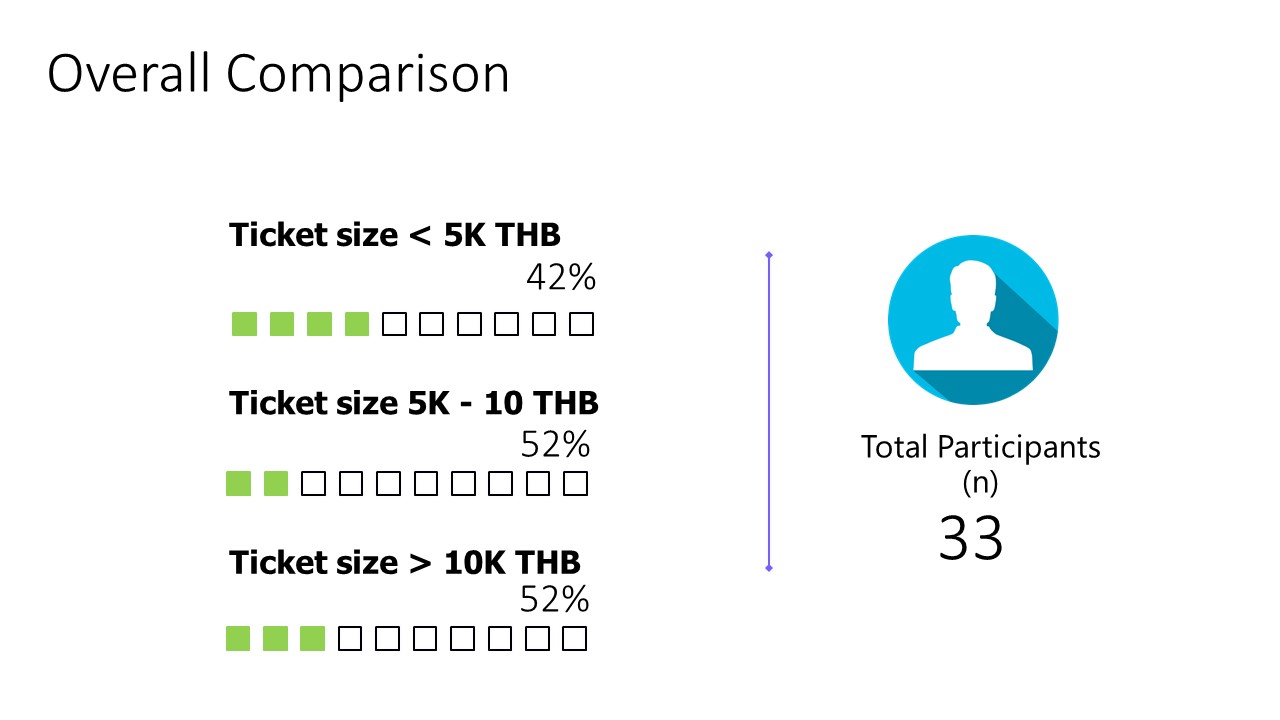 Overall Comparison
Ticket size < 5K THB
42%
Ticket size 5K - 10 THB
52%
Ticket size > 10K THB
52%
Total Participants
(n)
33